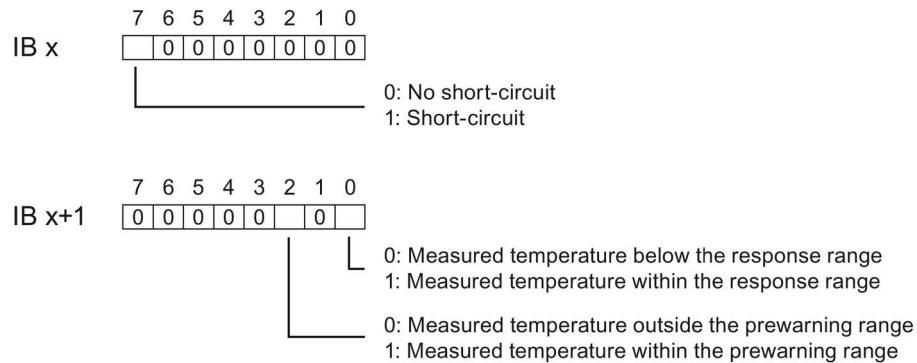 7 6 5 4 3 2 1 0
IB x 0 0 0 0 0 0 0
0: No short-circuit
1: Short-circuit
7 6 5 4 3 2 1 0
IB x+1 0 0 0 0 0 0
0: Measured temperature below the response range
1: Measured temperature within the response range
0: Measured temperature outside the prewarning range
1: Measured temperature within the prewarning range